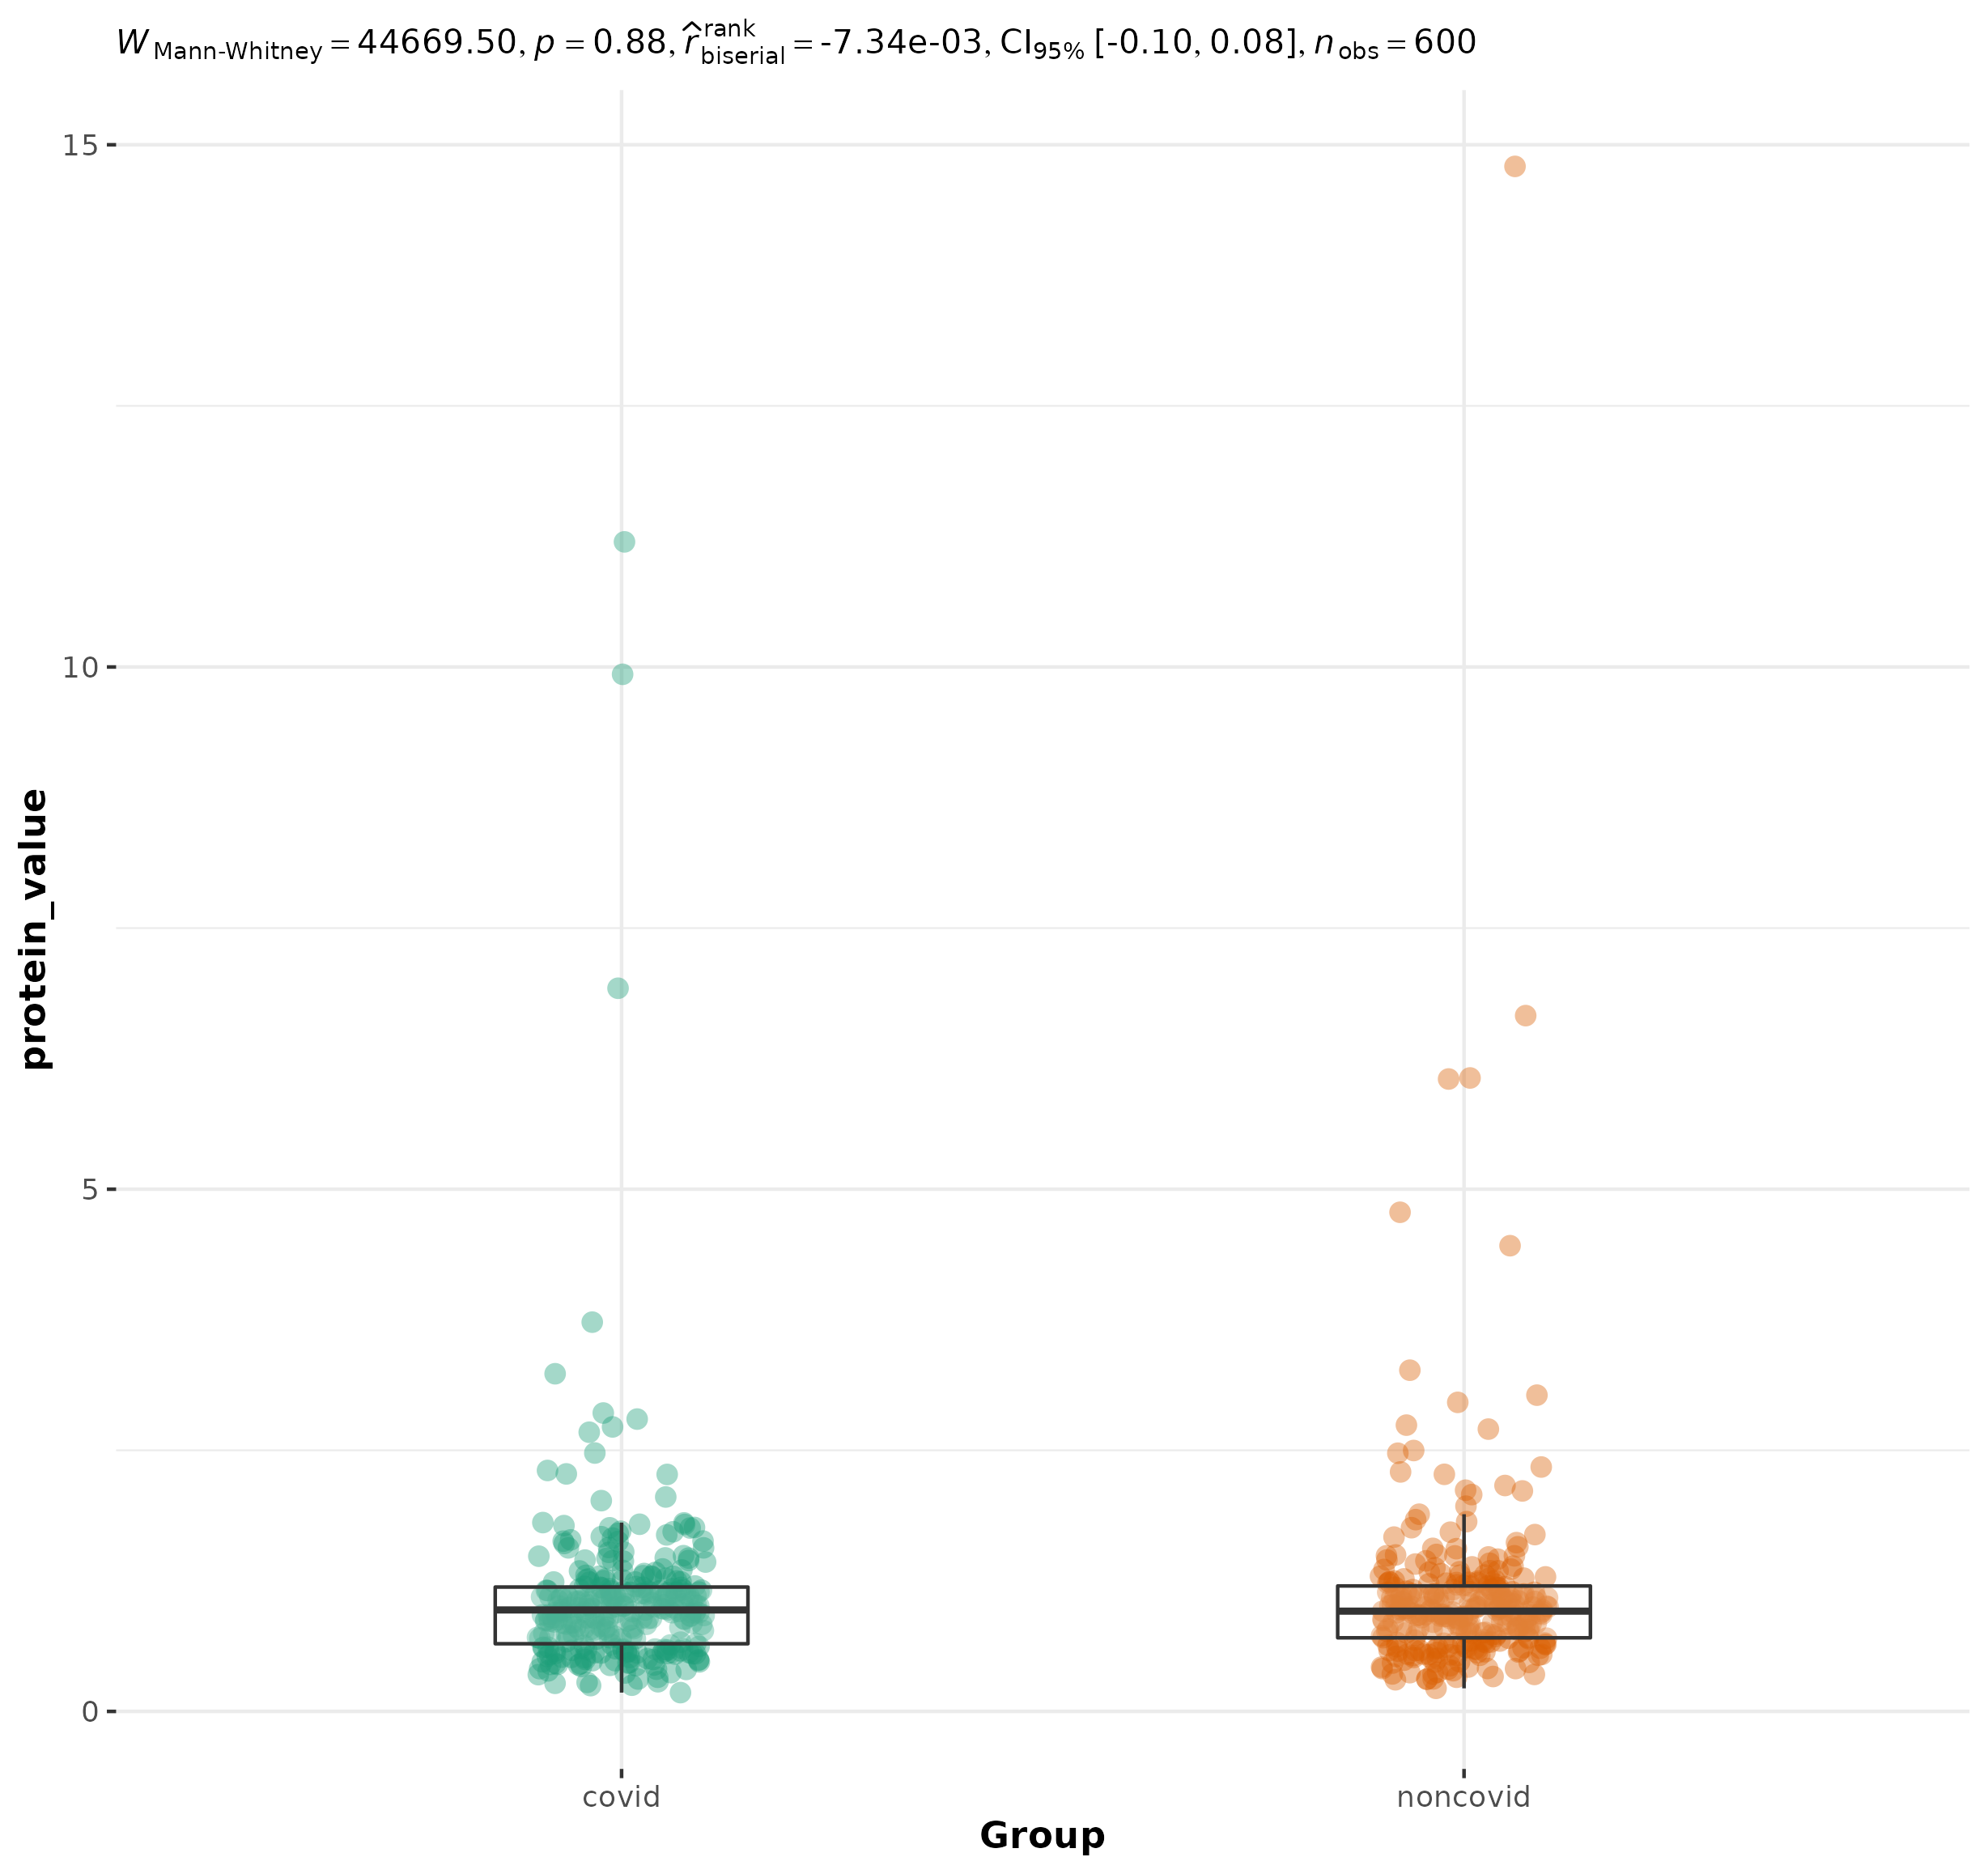 W Mann-Whitney = 44669.50, p = 0.88, r̂ rank biserial = -7.34e-03, CI95% [-0.10, 0.08], n obs = 600
15
10
5
0
protein_value
covid noncovid
Group